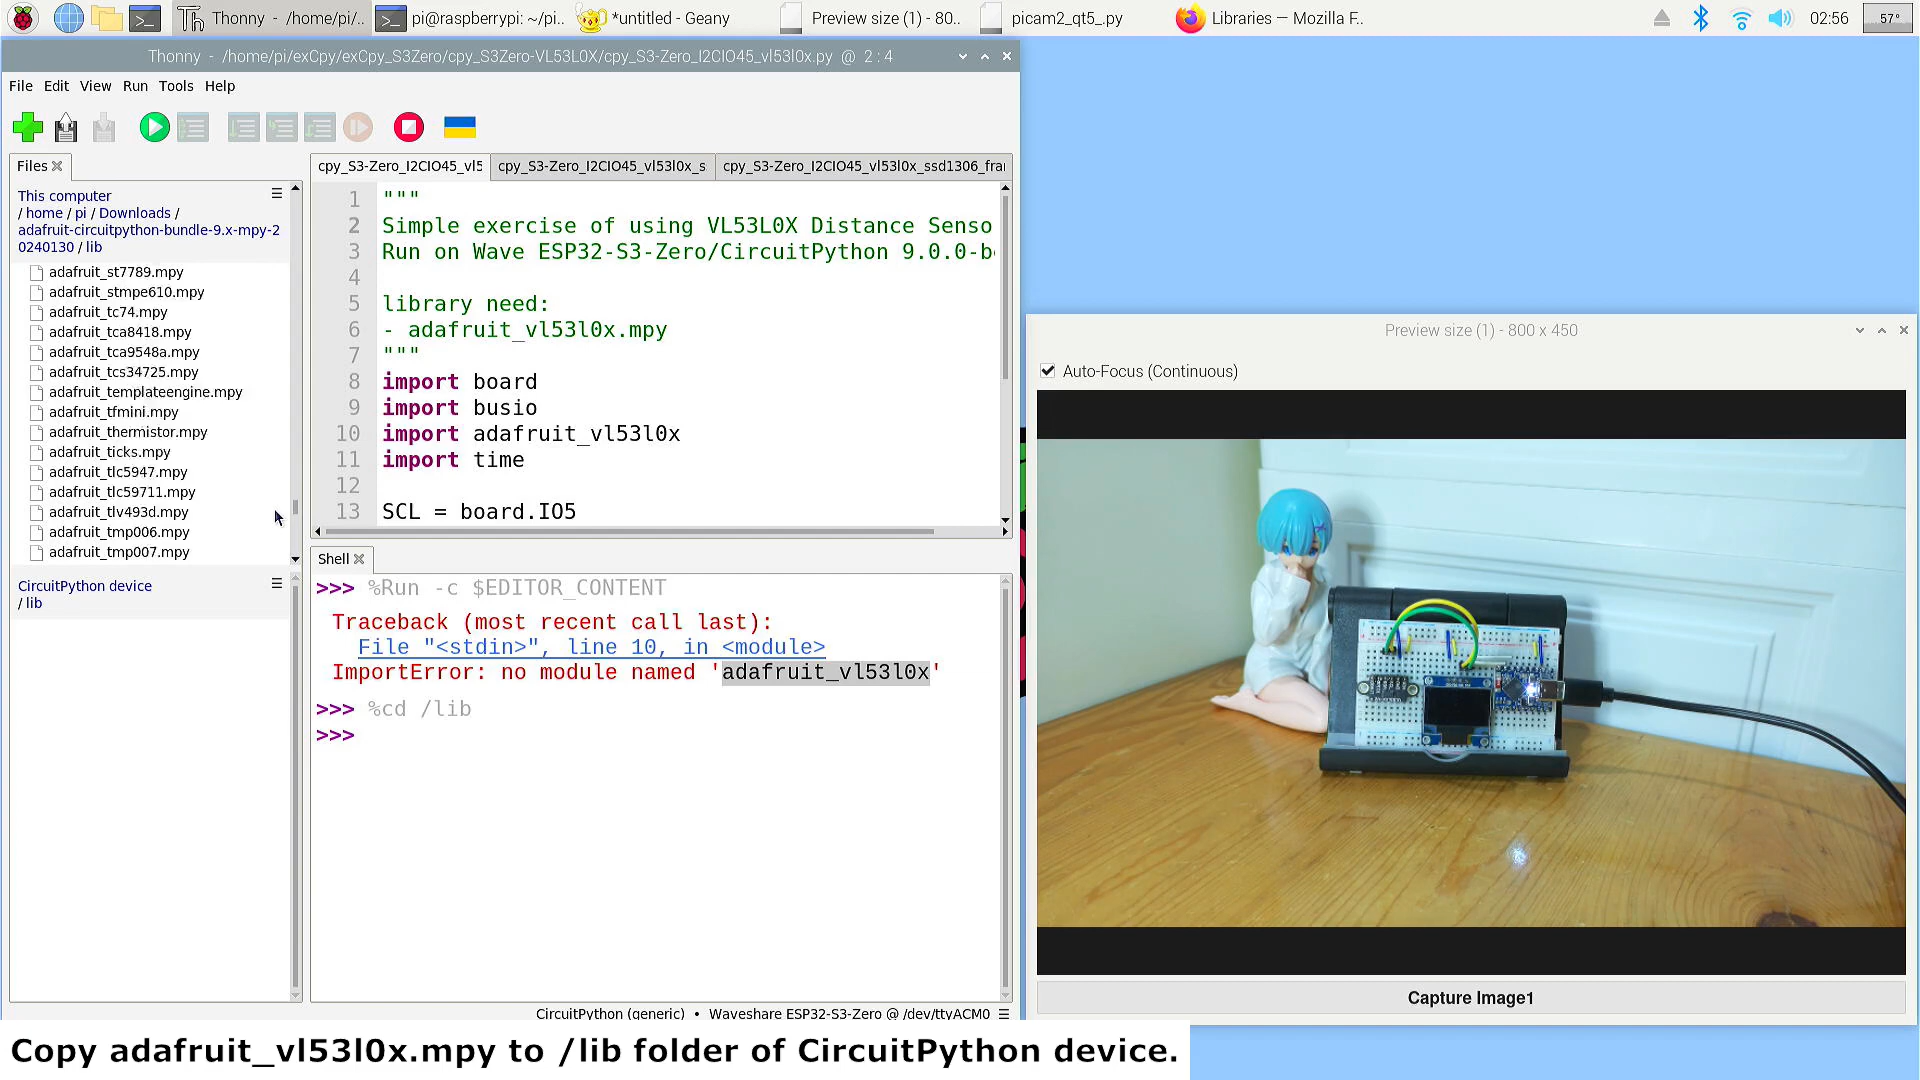 Thonny - /home/pi/..
pi@raspberrypi: ~/pi..
*untitled - Geany
Preview size (1) - 80..
picam2_qt5_.py
Libraries — Mozilla F..
02:56
57°
Thonny - /home/pi/exCpy/exCpy_S3Zero/cpy_S3Zero-VL53L0X/cpy_S3-Zero_I2CIO45_vl53l0x.py @ 2 : 4
File Edit View Run Tools Help
Files
This computer
/ home / pi / Downloads /
adafruit-circuitpython-bundle-9.x-mpy-2
0240130 / lib
adafruit_st7789.mpy
adafruit_stmpe610.mpy
adafruit_tc74.mpy
adafruit_tca8418.mpy
adafruit_tca9548a.mpy
adafruit_tcs34725.mpy
adafruit_templateengine.mpy
adafruit_tfmini.mpy
adafruit_thermistor.mpy
adafruit_ticks.mpy
adafruit_tlc5947.mpy
adafruit_tlc59711.mpy
adafruit_tlv493d.mpy
adafruit_tmp006.mpy
adafruit_tmp007.mpy
CircuitPython device
/ lib
cpy_S3-Zero_I2CIO45_vl5
cpy_S3-Zero_I2CIO45_vl53l0x_s
cpy_S3-Zero_I2CIO45_vl53l0x_ssd1306_fra
1 """
2 Simple exercise of using VL53L0X Distance Senso
3 Run on Wave ESP32-S3-Zero/CircuitPython 9.0.0-b
4
5 library need:
6 - adafruit_vl53l0x.mpy
7 """
8 import board
9 import busio
10 import adafruit_vl53l0x
11 import time
12
13 SCL = board.IO5
Shell
>>> %Run -c $EDITOR_CONTENT
Traceback (most recent call last):
File "<stdin>", line 10, in <module>
ImportError: no module named 'adafruit_vl53l0x'
>>> %cd /lib
>>>
CircuitPython (generic) • Waveshare ESP32-S3-Zero @ /dev/ttyACM0
Preview size (1) - 800 x 450
Auto-Focus (Continuous)
Capture Image1
Copy adafruit_vl53l0x.mpy to /lib folder of CircuitPython device.